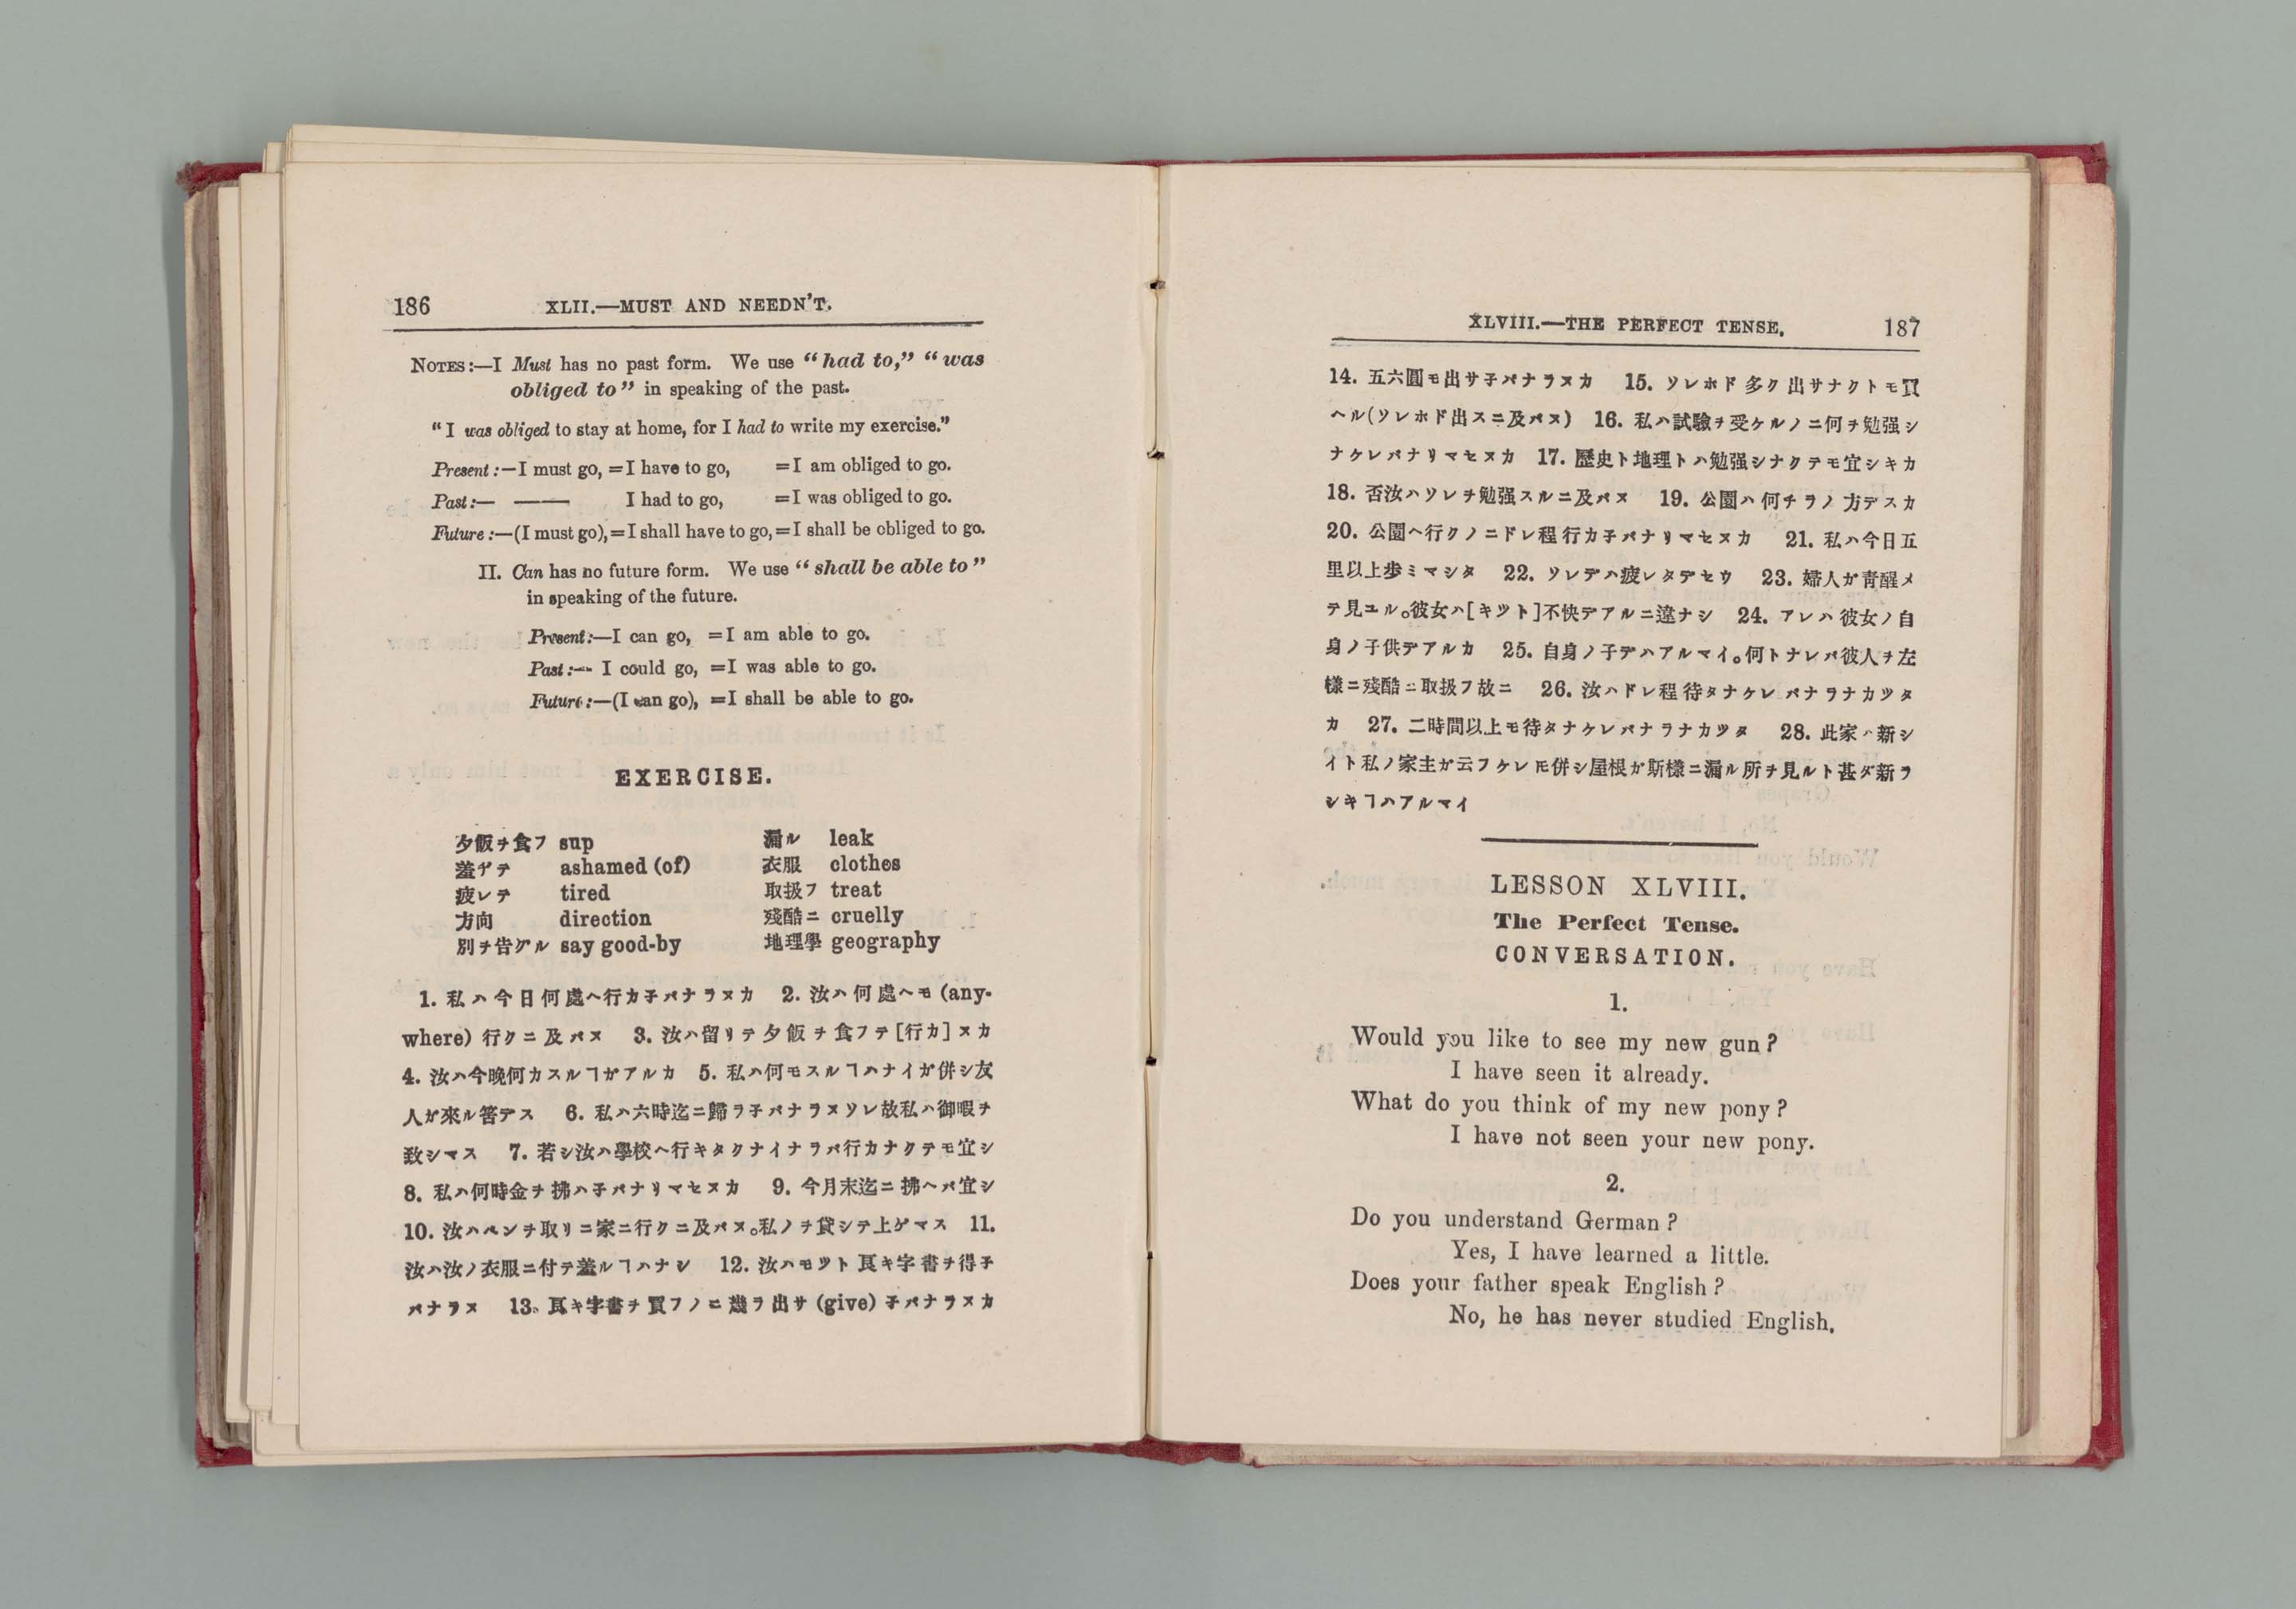 186 XLII.—MUST AND NEEDN'T.
NOTES:—I Must has no past form. We use "had to," "was
obliged to" in speaking of the past.
"I was obliged to stay at home, for I had to write my exercise."
Present:—I must go, =I have to go, =I am obliged to go.
Past:— —— I had to go, =I was obliged to go.
Future:—(I must go), =I shall have to go, =I shall be obliged to go.
II. Can has no future form. We use "shall be able to"
in speaking of the future.
Present:—I can go, =I am able to go.
Past:— I could go, =I was able to go.
Future:—(I can go), =I shall be able to go.
EXERCISE.
夕飯ヲ食フ sup 漏ル leak
羞ヂテ ashamed (of) 衣服 clothes
疲レテ tired 取扱フ treat
方向 direction 殘酷ニ cruelly
別ヲ告グル say good-by 地理學 geography
1. 私ハ今日何處ヘ行カ子バナラヌカ 2. 汝ハ何處ヘモ (any-
where) 行クニ及バヌ 3. 汝ハ留リテ夕飯ヲ食フテ[行カ]ヌカ
4. 汝ハ今晩何カスルヿガアルカ 5. 私ハ何モスルヿハナイガ併シ友
人ガ來ル筈デス 6. 私ハ六時迄ニ歸ラ子バナラヌソレ故私ハ御暇ヲ
致シマス 7. 若シ汝ハ學校ヘ行キタクナイナラバ行カナクテモ宜シ
8. 私ハ何時金ヲ拂ハ子バナリマセヌカ 9. 今月末迄ニ拂ヘバ宜シ
10. 汝ハペンヲ取リニ家ニ行クニ及バヌ。私ノヲ貸シテ上ゲマス 11.
汝ハ汝ノ衣服ニ付テ羞ルヿハナシ 12. 汝ハモツト良キ字書ヲ得子
バナラヌ 13. 良キ字書ヲ買フノニ幾ラ出サ (give) 子バナラヌカ
XLVIII.—THE PERFECT TENSE. 187
14. 五六圓モ出サ子バナラヌカ 15. ソレホド多ク出サナクトモ買
ヘル(ソレホド出スニ及バヌ) 16. 私ハ試驗ヲ受ケルノニ何ヲ勉强シ
ナケレバナリマセヌカ 17. 歴史ト地理トハ勉强シナクテモ宜シキカ
18. 否汝ハソレヲ勉强スルニ及バヌ 19. 公園ハ何チラノ方デスカ
20. 公園ヘ行クノニドレ程行カ子バナリマセヌカ 21. 私ハ今日五
里以上歩ミマシタ 22. ソレデハ疲レタデセウ 23. 婦人ガ靑醒メ
テ見エル。彼女ハ[キツト]不快デアルニ違ナシ 24. アレハ彼女ノ自
身ノ子供デアルカ 25. 自身ノ子デハアルマイ。何トナレバ彼人ヲ左
樣ニ殘酷ニ取扱フ故ニ 26. 汝ハドレ程待タナケレバナラナカツタ
カ 27. 二時間以上モ待タナケレバナラナカツタ 28. 此家ハ新シ
イト私ノ家主ガ云フケレ𪜈併シ屋根ガ斯樣ニ漏ル所ヲ見ルト甚ダ新ラ
シキヿハアルマイ
LESSON XLVIII.
The Perfect Tense.
CONVERSATION.
1.
Would you like to see my new gun?
I have seen it already.
What do you think of my new pony?
I have not seen your new pony.
2.
Do you understand German?
Yes, I have learned a little.
Does your father speak English?
No, he has never studied English.